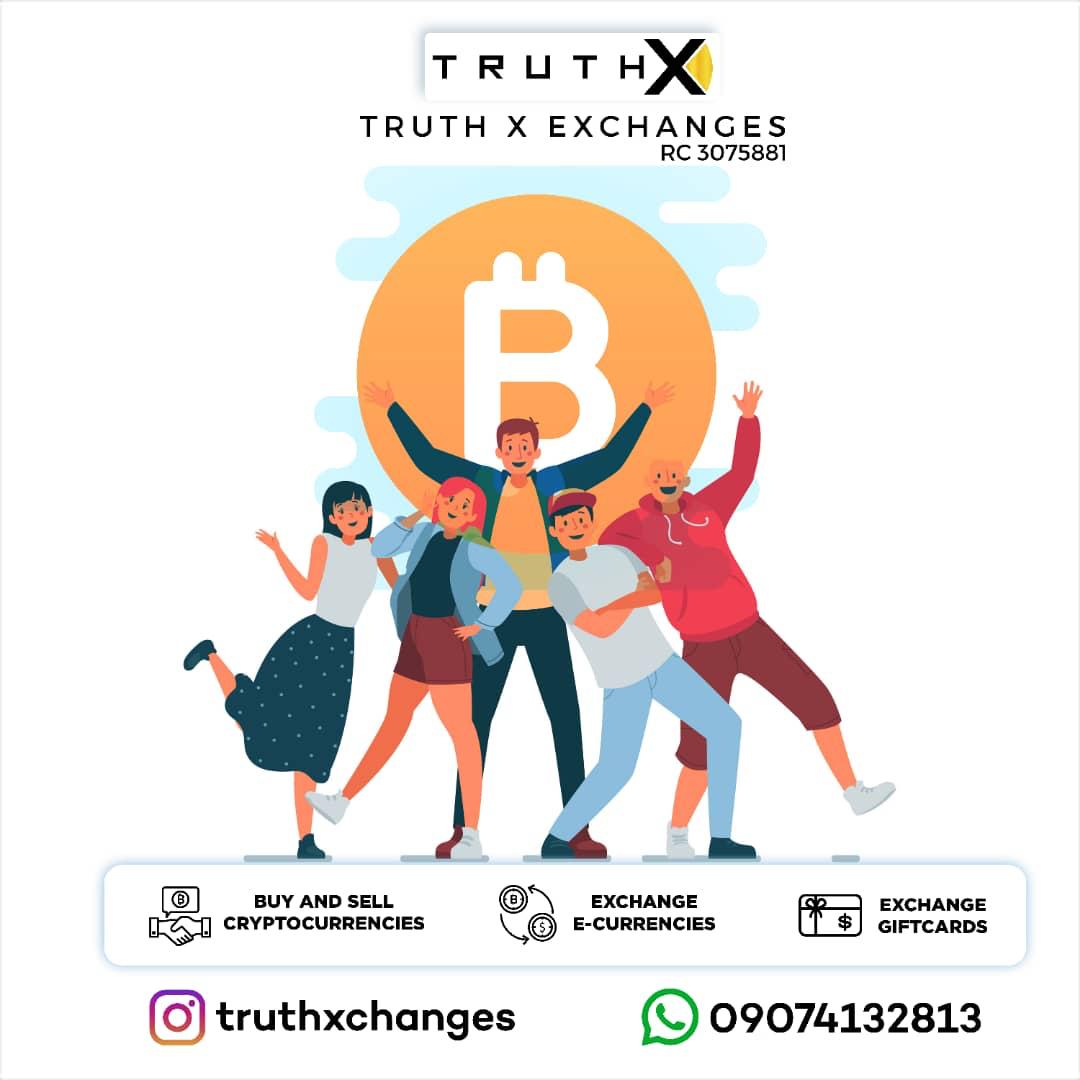 TRUTHX
TRUTH X EXCHANGES
RC 3075881
B
BUY AND SELL
CRYPTOCURRENCIES
EXCHANGE
E-CURRENCIES
EXCHANGE
GIFTCARDS
truthxchanges
09074132813